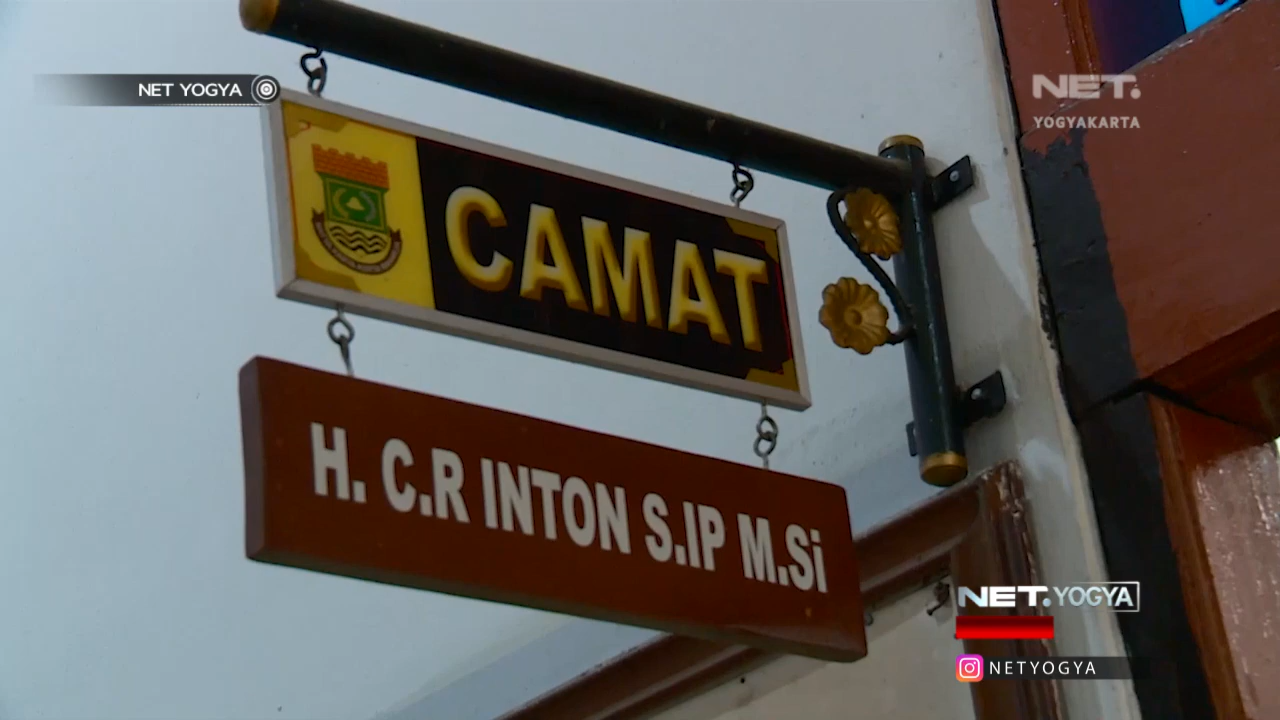 NET YOGYA
NET.
YOGYAKARTA
CAMAT
H. C.R INTON S.IP M.Si
NET.YOGYA
NETYOGYA